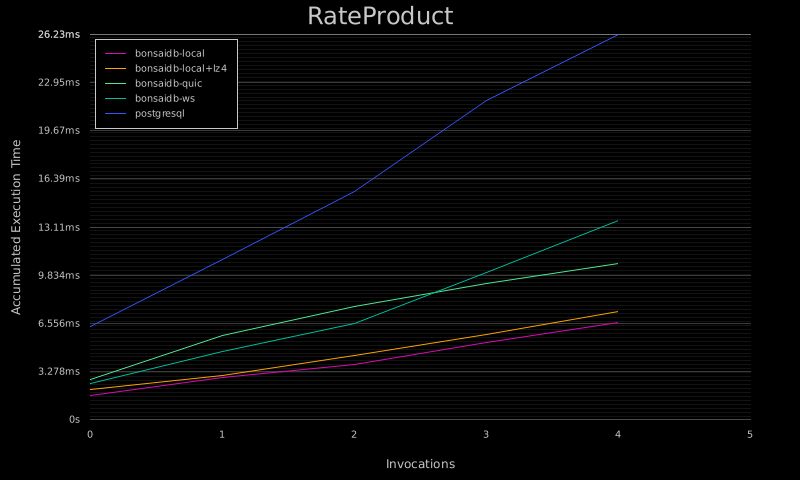 RateProduct
26.23ms
22.95ms
19.67ms
16.39ms
13.11ms
9.834ms
6.556ms
3.278ms
0s
Accumulated Execution Time
bonsaidb-local
bonsaidb-local+lz4
bonsaidb-quic
bonsaidb-ws
postgresql
0 1 2 3 4 5
Invocations